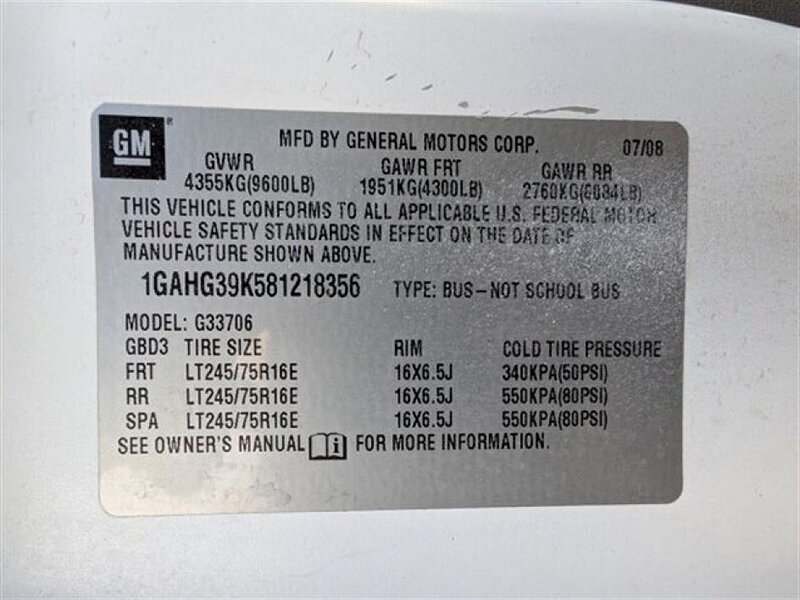 GM
MFD BY GENERAL MOTORS CORP. 07/08
GVWR GAWR FRT GAWR RR
4355KG(9600LB) 1951KG(4300LB) 2760KG(6084LB)
THIS VEHICLE CONFORMS TO ALL APPLICABLE U.S. FEDERAL MOTOR
VEHICLE SAFETY STANDARDS IN EFFECT ON THE DATE OF
MANUFACTURE SHOWN ABOVE.
1GAHG39K581218356 TYPE: BUS-NOT SCHOOL BUS
MODEL: G33706
GBD3 TIRE SIZE RIM COLD TIRE PRESSURE
FRT LT245/75R16E 16X6.5J 340KPA(50PSI)
RR LT245/75R16E 16X6.5J 550KPA(80PSI)
SPA LT245/75R16E 16X6.5J 550KPA(80PSI)
SEE OWNER'S MANUAL i FOR MORE INFORMATION.